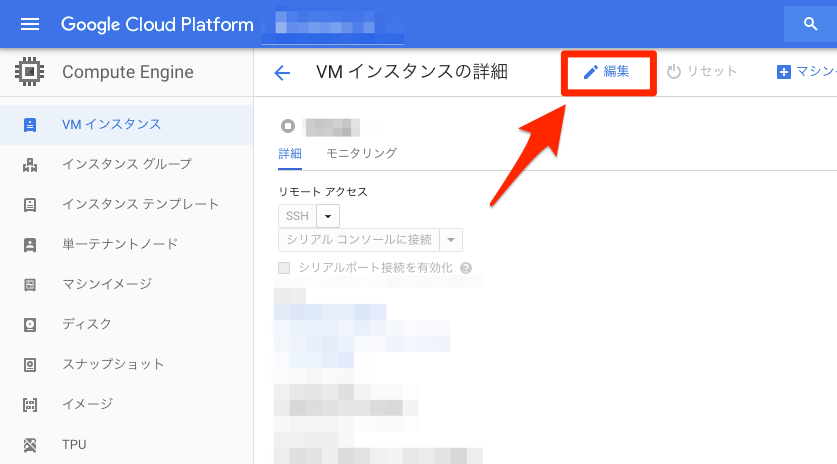 Google Cloud Platform
Compute Engine
VM インスタンスの詳細
編集
リセット
マシン
VM インスタンス
インスタンス グループ
インスタンス テンプレート
単一テナントノード
マシンイメージ
ディスク
スナップショット
イメージ
TPU
詳細
モニタリング
リモート アクセス
SSH
シリアル コンソールに接続
シリアルポート接続を有効化
?